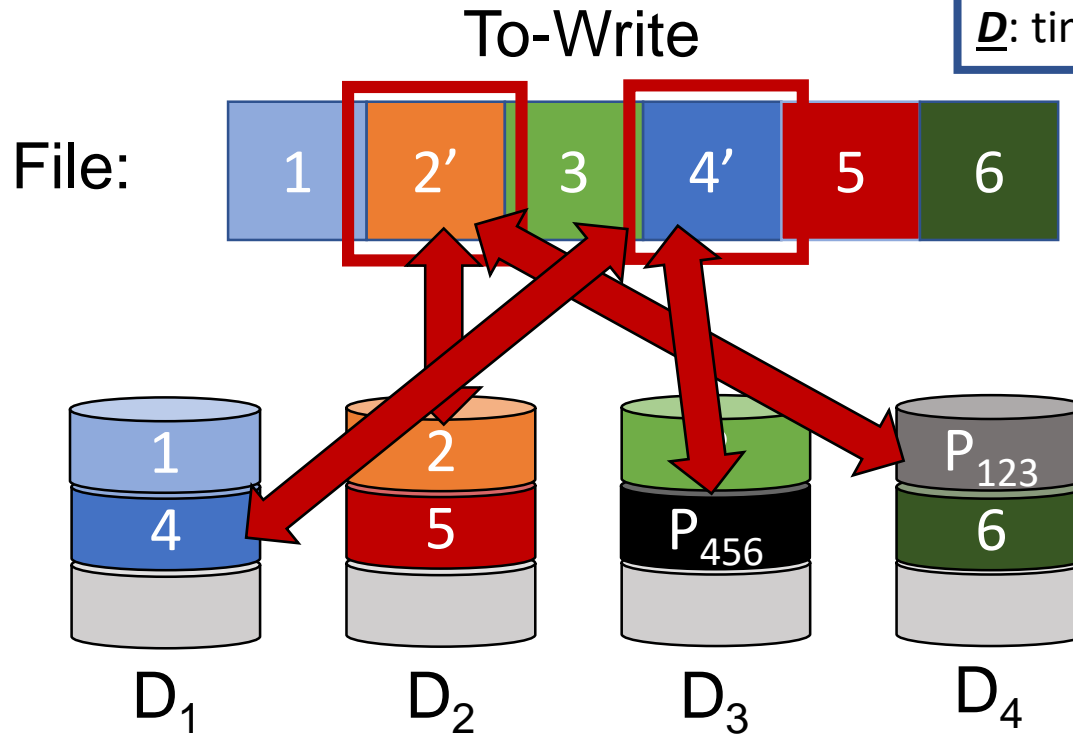 To-Write
D: tim
File:
1 2’ 3 4’ 5 6
1 2 P123
4 5 P456 6
D1 D2 D3 D4